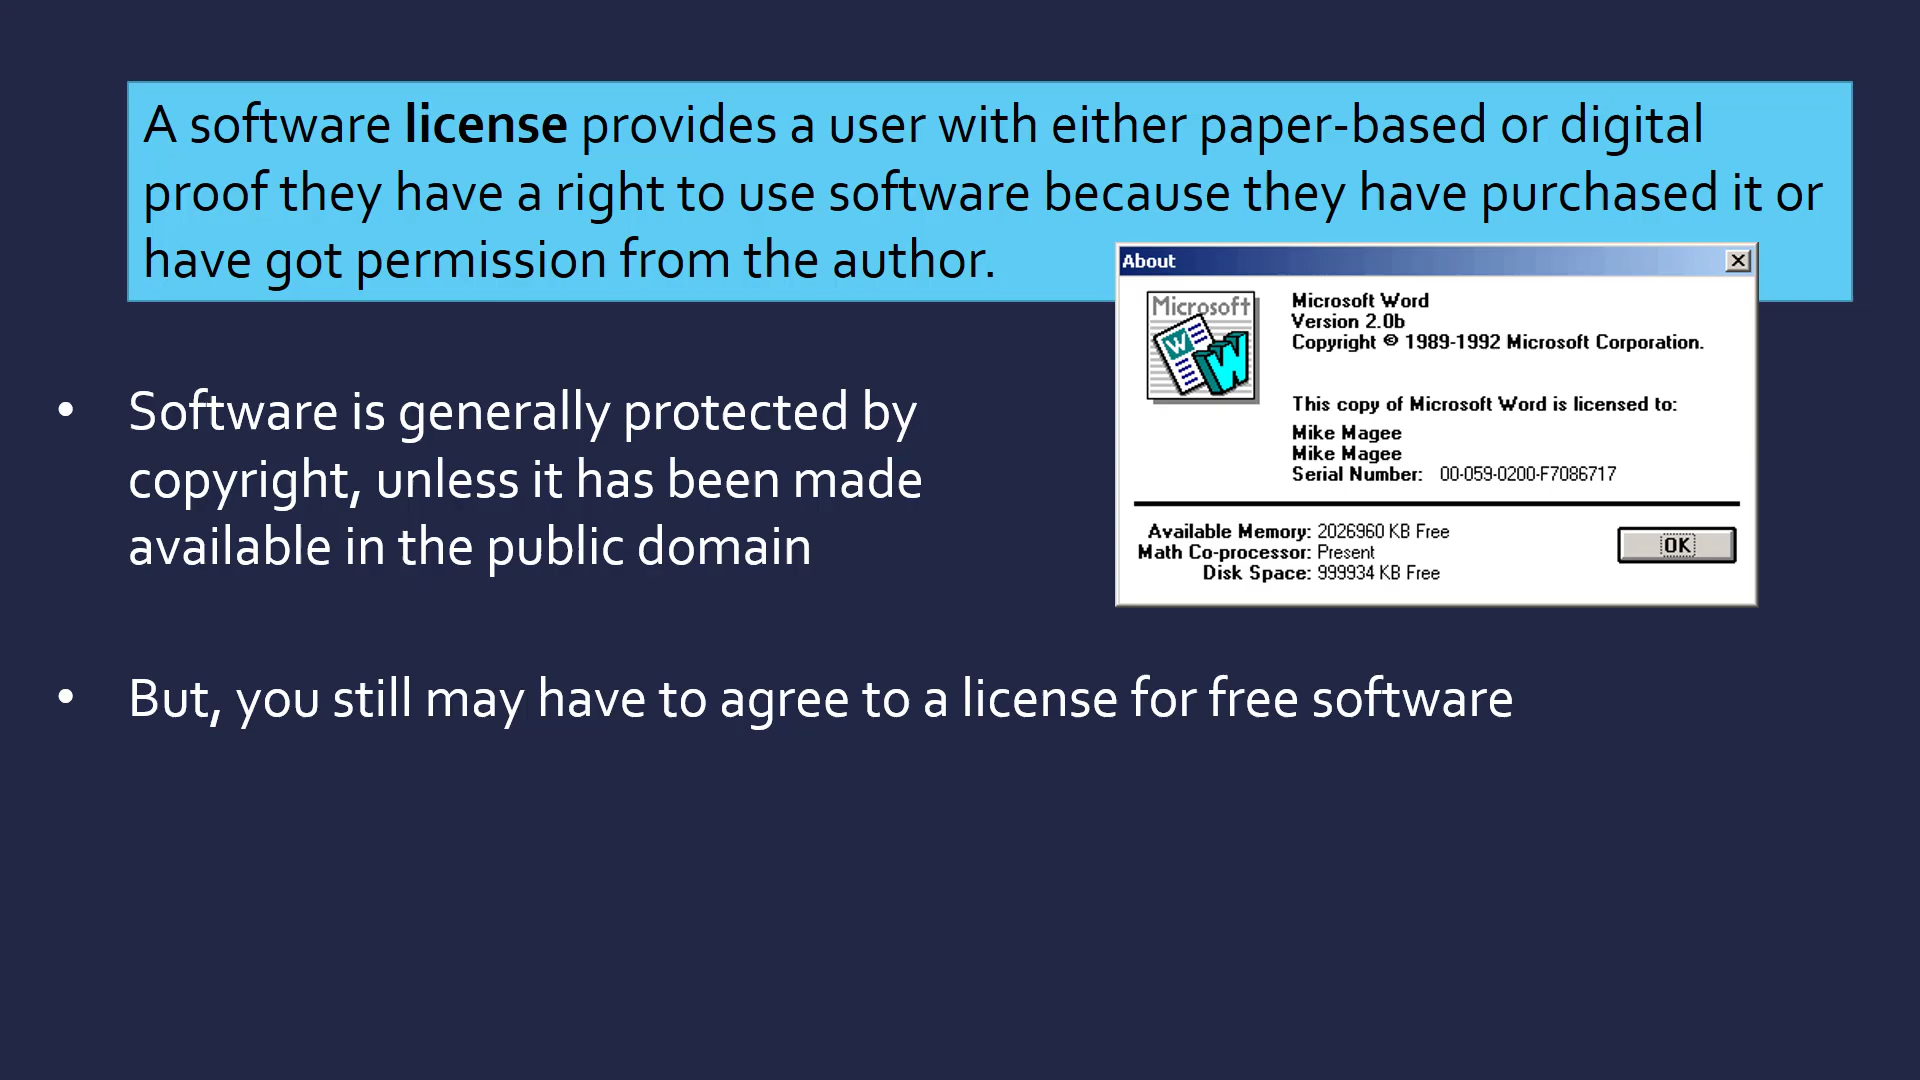 A software license provides a user with either paper-based or digital
proof they have a right to use software because they have purchased it or
have got permission from the author.
• Software is generally protected by
copyright, unless it has been made
available in the public domain
About
Microsoft
W
W
Microsoft Word
Version 2.0b
Copyright © 1989-1992 Microsoft Corporation.
This copy of Microsoft Word is licensed to:
Mike Magee
Mike Magee
Serial Number: 00-059-0200-F7086717
Available Memory: 2026960 KB Free
Math Co-processor: Present
Disk Space: 999934 KB Free
OK
• But, you still may have to agree to a license for free software